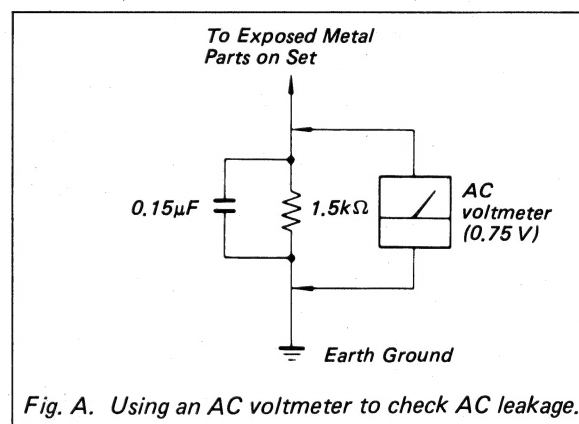 To Exposed Metal
Parts on Set
0.15μF
1.5kΩ
AC
voltmeter
(0.75 V)
Earth Ground
Fig. A. Using an AC voltmeter to check AC leakage.